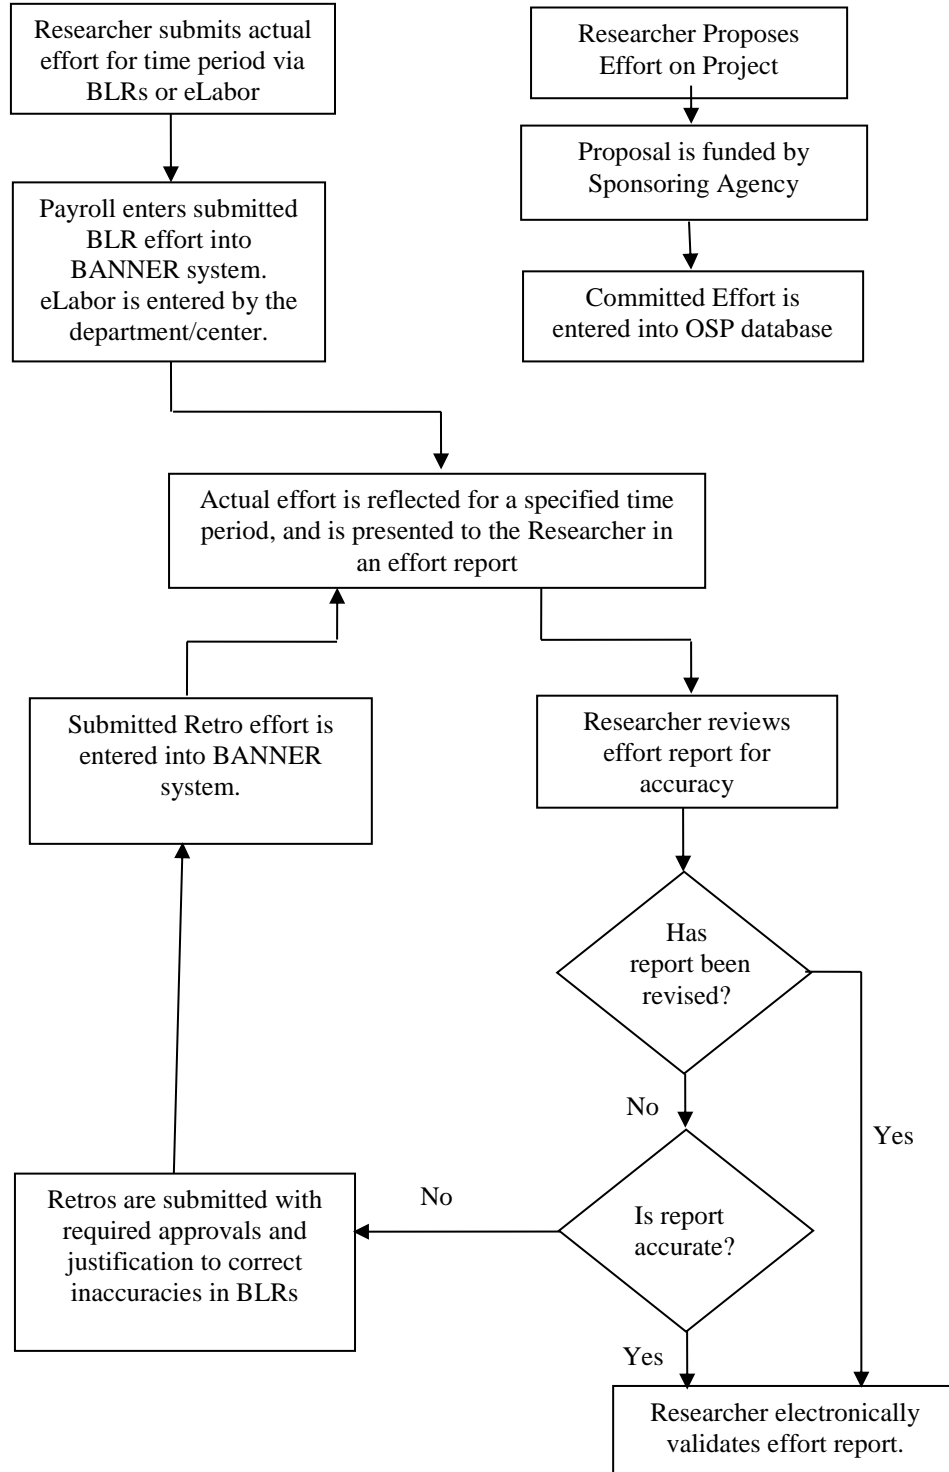 Researcher submits actual
effort for time period via
BLRs or eLabor
Researcher Proposes
Effort on Project
Proposal is funded by
Sponsoring Agency
Payroll enters submitted
BLR effort into
BANNER system.
eLabor is entered by the
department/center.
Committed Effort is
entered into OSP database
Actual effort is reflected for a specified time
period, and is presented to the Researcher in
an effort report
Submitted Retro effort is
entered into BANNER
system.
Researcher reviews
effort report for
accuracy
Has
report been
revised?
No
Yes
Retros are submitted with
required approvals and
justification to correct
inaccuracies in BLRs
No
Is report
accurate?
Yes
Researcher electronically
validates effort report.